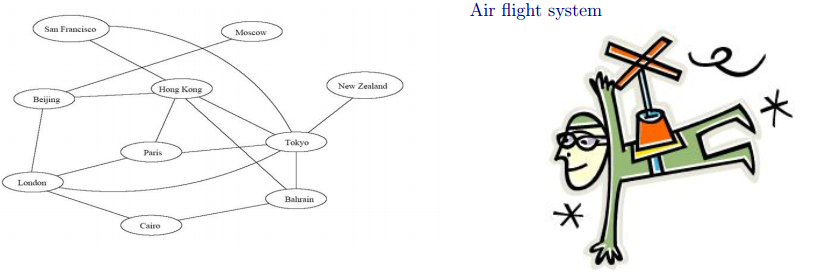 Air flight system
San Francisco
Moscow
Hong Kong
New Zealand
Beijing
Tokyo
Paris
London
Bahrain
Cairo